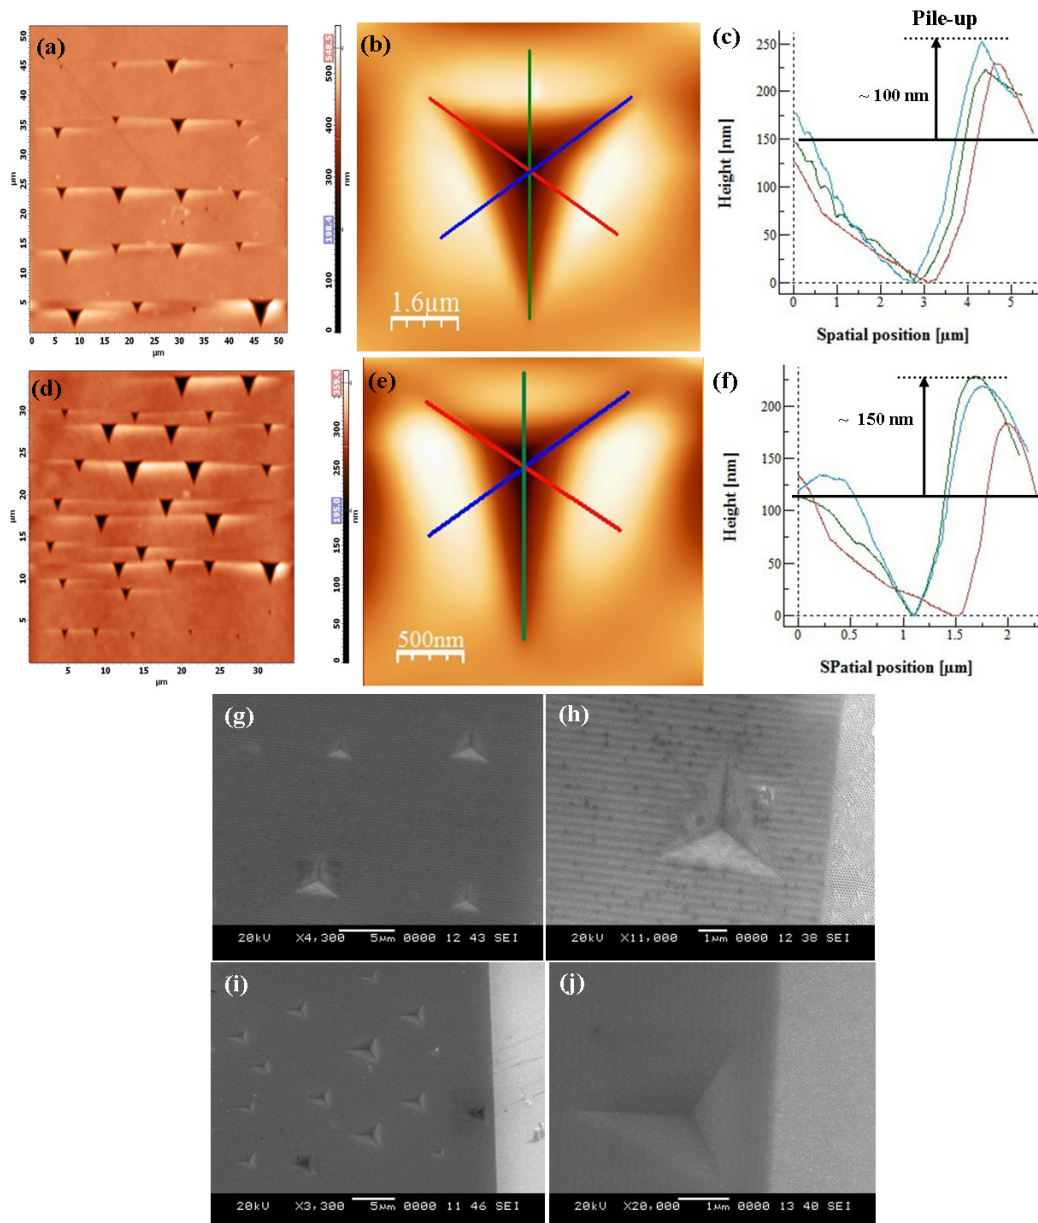 (a)
50
45
40
35
30
25
20
15
10
5
µm
0 5 10 15 20 25 30 35 40 45 50
µm
548.5
500
400
300
198.4
100
0
nm
(b)
1.6µm
(c)
Pile-up
~ 100 nm
250
200
150
100
50
0
Height [nm]
0 1 2 3 4 5
Spatial position [µm]
(d)
30
25
20
15
10
5
µm
5 10 15 20 25 30
µm
359.4
300
250
195.0
150
100
50
0
nm
(e)
500nm
(f)
~ 150 nm
200
150
100
50
0
Height [nm]
0 0.5 1 1.5 2
SPatial position [µm]
(g)
20kV X4,300 5µm 0000 12 43 SEI
(h)
20kV X11,000 1µm 0000 12 38 SEI
(i)
20kV X3,300 5µm 0000 11 46 SEI
(j)
20kV X20,000 1µm 0000 13 40 SEI